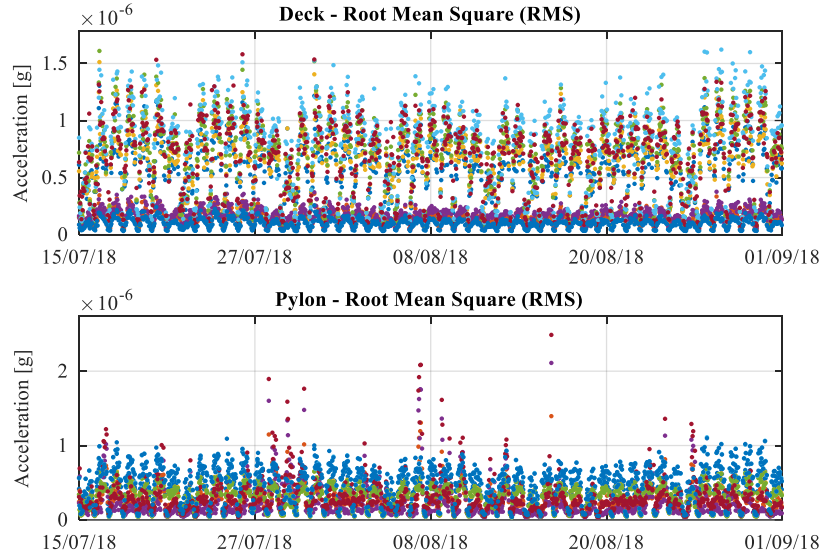 ×10⁻⁶
Deck - Root Mean Square (RMS)
Acceleration [g]
1.5
1
0.5
0
15/07/18 27/07/18 08/08/18 20/08/18 01/09/18
×10⁻⁶
Pylon - Root Mean Square (RMS)
Acceleration [g]
2
1
0
15/07/18 27/07/18 08/08/18 20/08/18 01/09/18